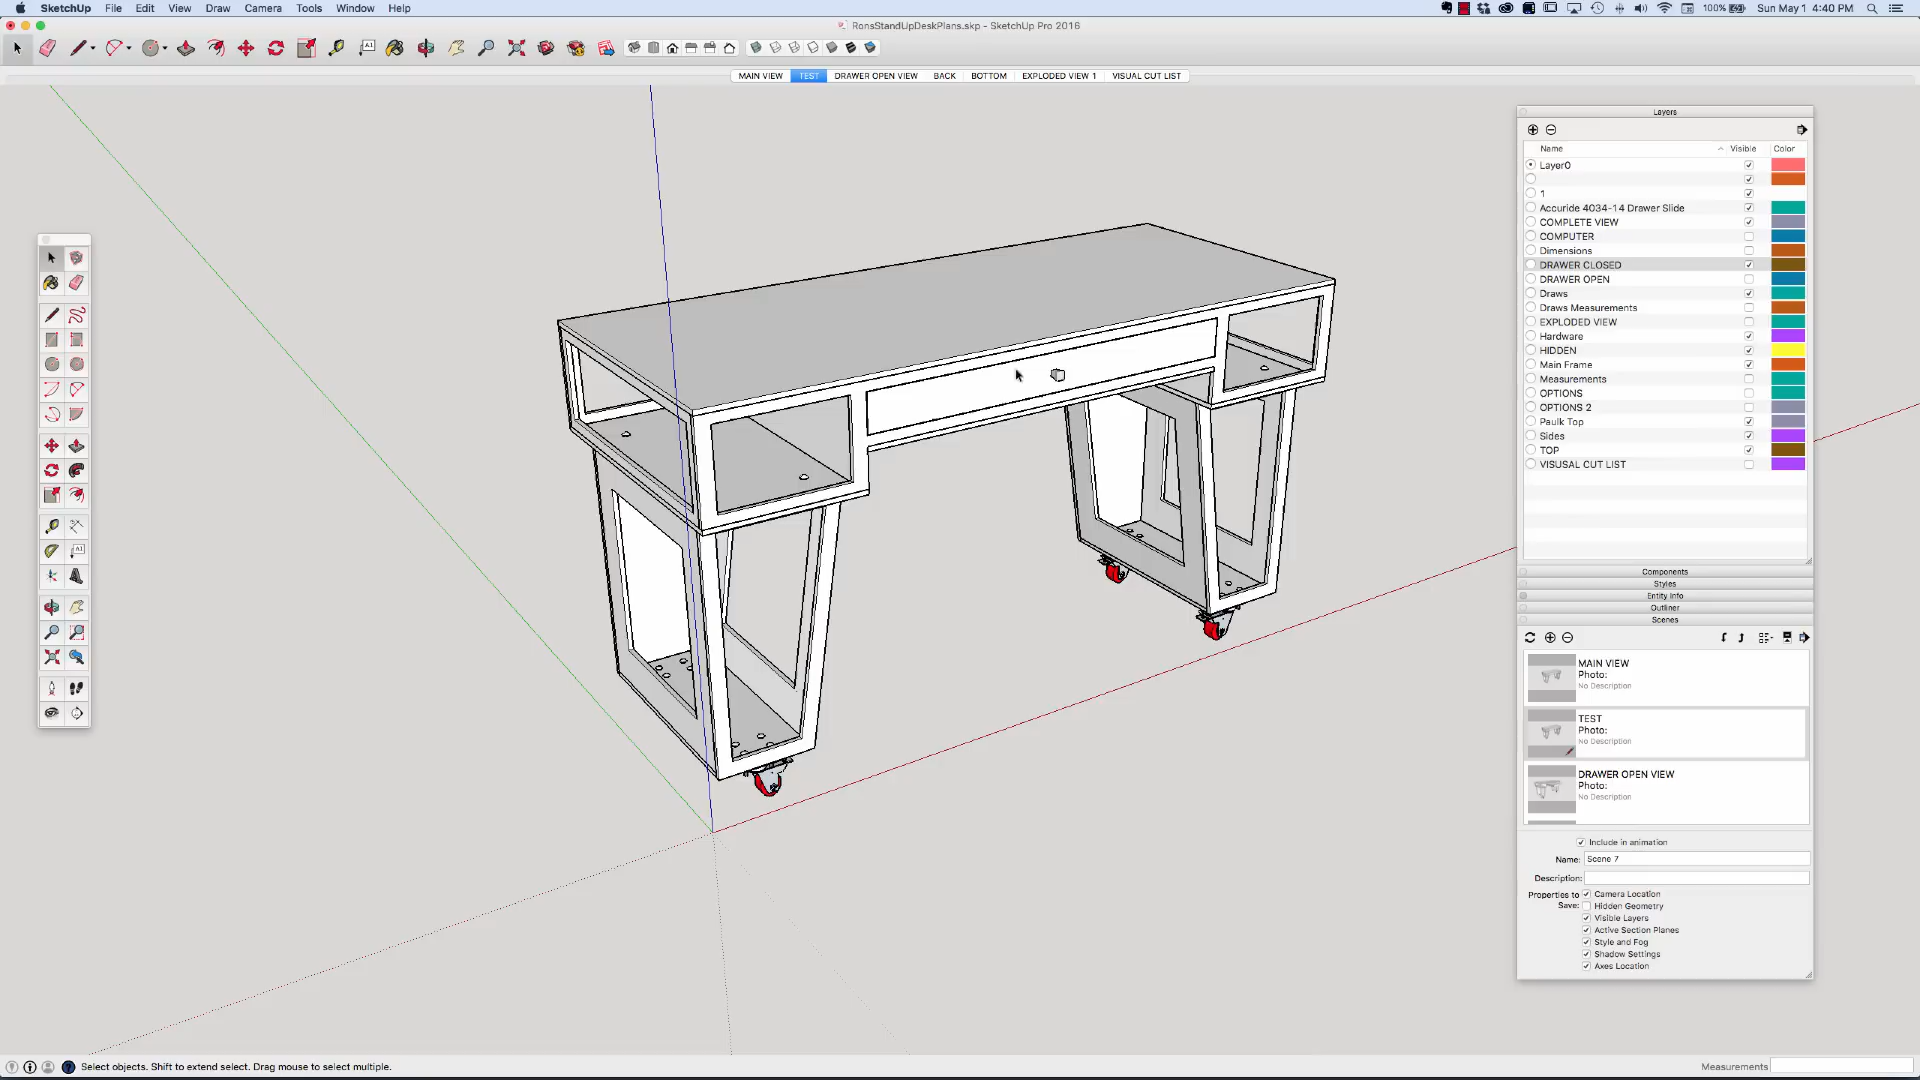 SketchUp File Edit View Draw Camera Tools Window Help
100% Sun May 1 4:40 PM
RonsStandUpDeskPlans.skp - SketchUp Pro 2016
MAIN VIEW TEST DRAWER OPEN VIEW BACK BOTTOM EXPLODED VIEW 1 VISUAL CUT LIST
Layers
Name Visible Color
Layer0
1
Accuride 4034-14 Drawer Slide
COMPLETE VIEW
COMPUTER
Dimensions
DRAWER CLOSED
DRAWER OPEN
Draws
Draws Measurements
EXPLODED VIEW
Hardware
HIDDEN
Main Frame
Measurements
OPTIONS
OPTIONS 2
Paulk Top
Sides
TOP
VISUSAL CUT LIST
Components
Styles
Entity Info
Outliner
Scenes
MAIN VIEW
Photo:
No Description
TEST
Photo:
No Description
DRAWER OPEN VIEW
Photo:
No Description
Include in animation
Name: Scene 7
Description:
Properties to Save:
Camera Location
Hidden Geometry
Visible Layers
Active Section Planes
Style and Fog
Shadow Settings
Axes Location
Select objects. Shift to extend select. Drag mouse to select multiple.
Measurements